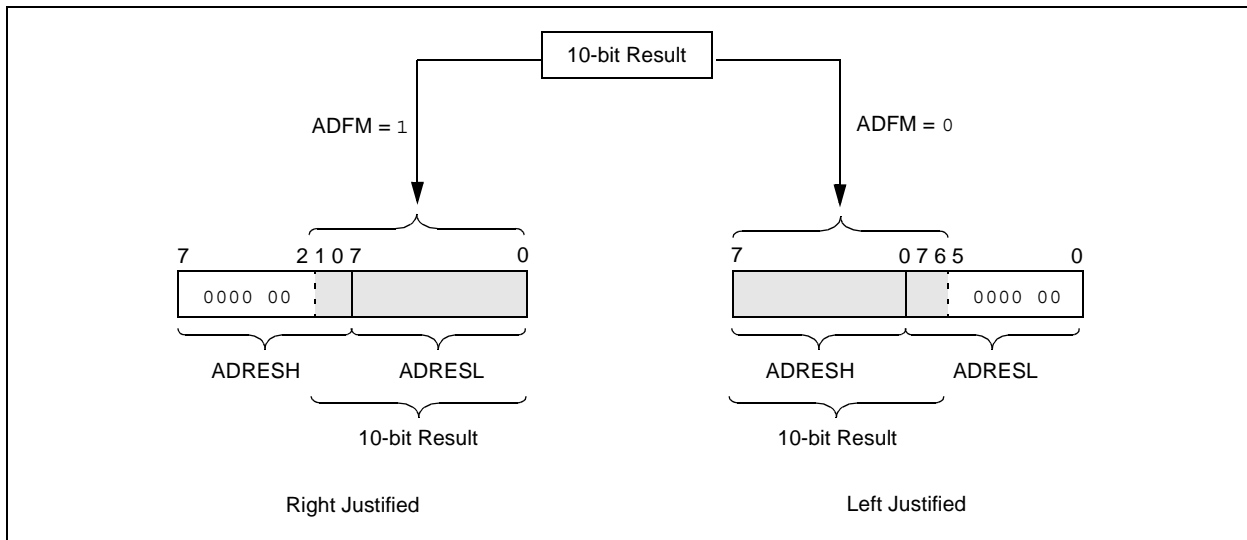 10-bit Result
ADFM = 1
ADFM = 0
7 2 1 0 7 0
7 0 7 6 5 0
0000 00
0000 00
ADRESH ADRESL
ADRESH ADRESL
10-bit Result
10-bit Result
Right Justified
Left Justified